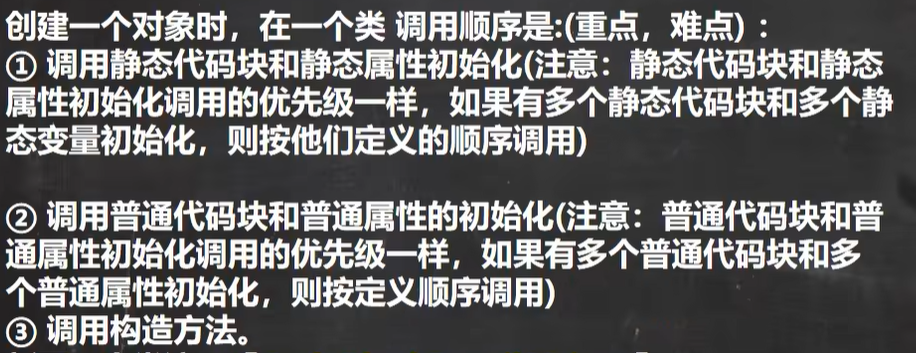 创建一个对象时，在一个类 调用顺序是:(重点，难点)：
① 调用静态代码块和静态属性初始化(注意：静态代码块和静态
属性初始化调用的优先级一样，如果有多个静态代码块和多个静
态变量初始化，则按他们定义的顺序调用)
② 调用普通代码块和普通属性的初始化(注意：普通代码块和普
通属性初始化调用的优先级一样，如果有多个普通代码块和多
个普通属性初始化，则按定义顺序调用)
③ 调用构造方法。